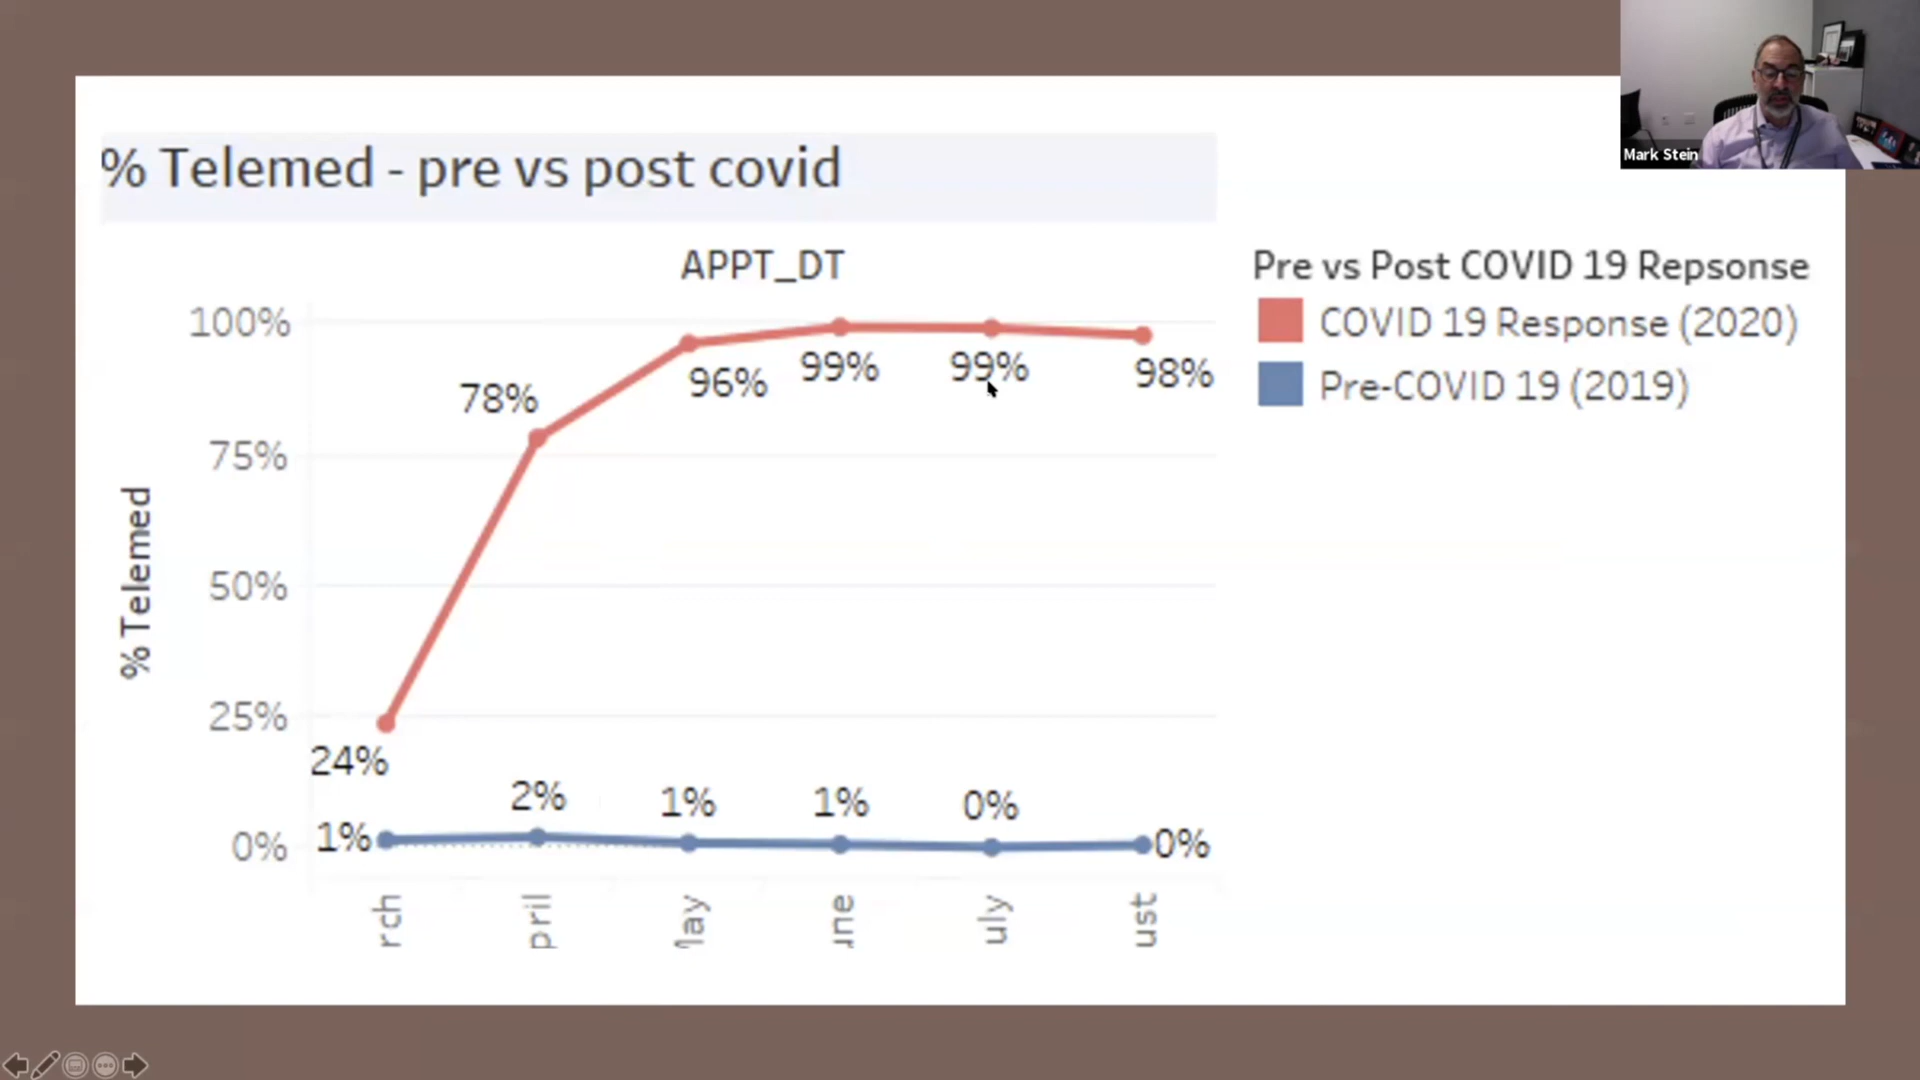 Mark Stein
% Telemed - pre vs post covid
APPT_DT
Pre vs Post COVID 19 Repsonse
COVID 19 Response (2020)
Pre-COVID 19 (2019)
% Telemed
100%
75%
50%
25%
0%
24%
78%
96%
99%
99%
98%
1%
2%
1%
1%
0%
0%
rch
pril
lay
une
uly
ust